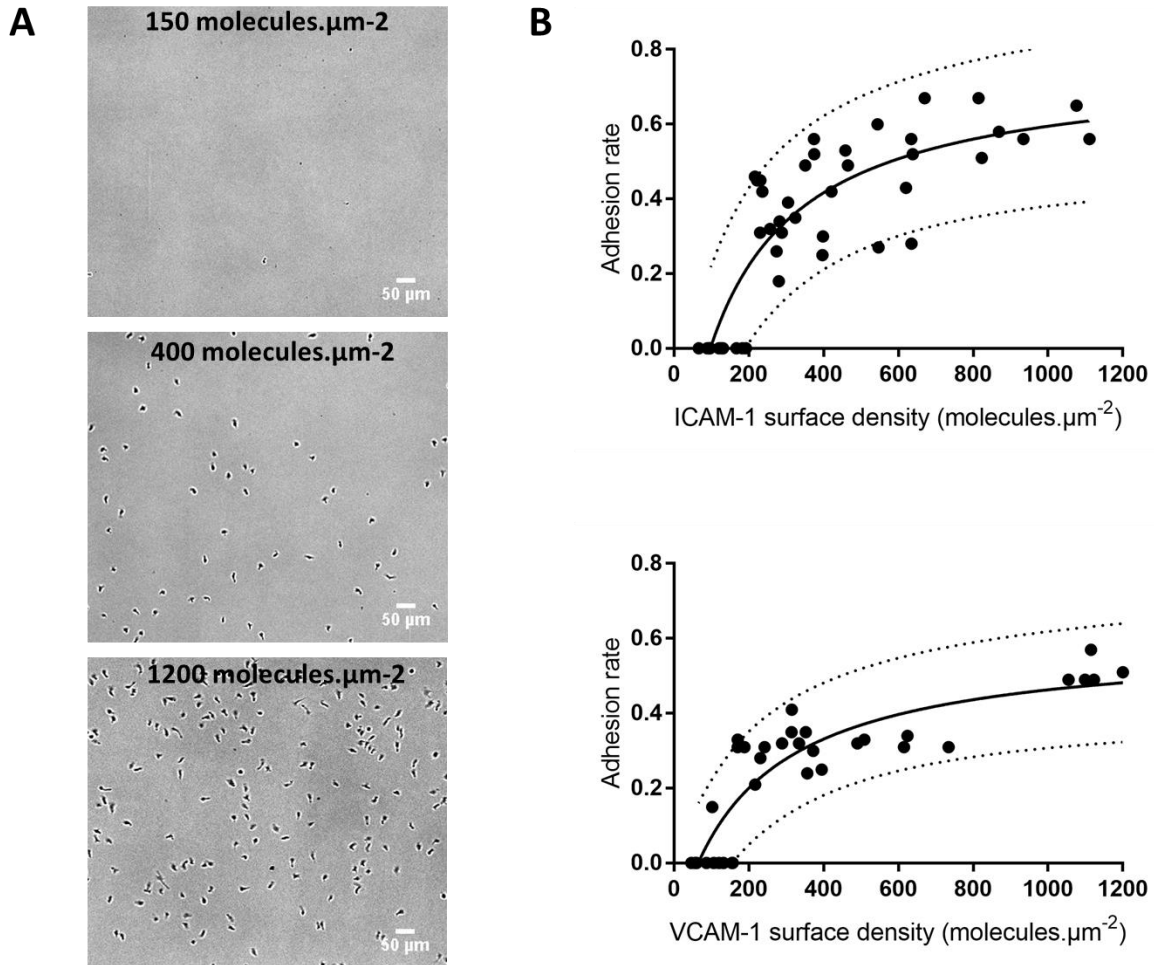 A
150 molecules.µm-2
50 µm
400 molecules.µm-2
50 µm
1200 molecules.µm-2
50 µm
B
0.8
0.6
0.4
0.2
0.0
Adhesion rate
0 200 400 600 800 1000 1200
ICAM-1 surface density (molecules.µm⁻²)
0.8
0.6
0.4
0.2
0.0
Adhesion rate
0 200 400 600 800 1000 1200
VCAM-1 surface density (molecules.µm⁻²)